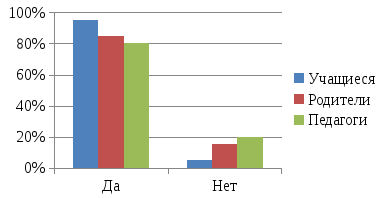 100%
80%
60%
40%
20%
0%
Да
Нет
Учащиеся
Родители
Педагоги